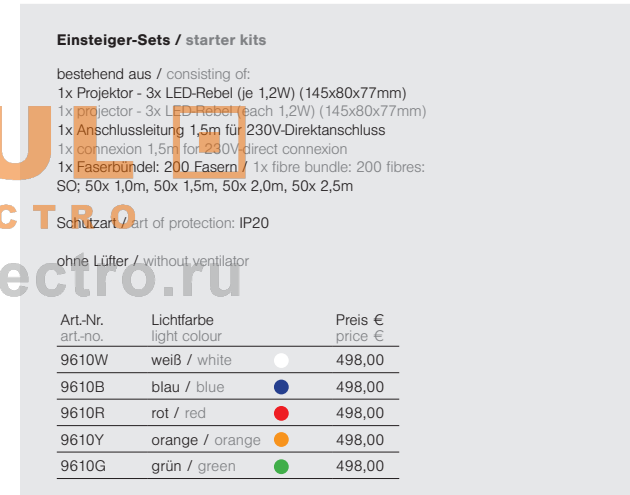 Einsteiger-Sets / starter kits
bestehend aus / consisting of:
1x Projektor - 3x LED-Rebel (je 1,2W) (145x80x77mm)
1x projector - 3x LED-Rebel (each 1,2W) (145x80x77mm)
1x Anschlussleitung 1,5m für 230V-Direktanschluss
1x connexion 1,5m for 230V-direct connexion
1x Faserbündel: 200 Fasern / 1x fibre bundle: 200 fibres:
SO; 50x 1,0m, 50x 1,5m, 50x 2,0m, 50x 2,5m
UL
CTRO
Schutzart / art of protection: IP20
ohne Lüfter / without ventilator
ectro.ru
Art.-Nr. Lichtfarbe Preis €
art.-no. light colour price €
9610W weiß / white 498,00
9610B blau / blue 498,00
9610R rot / red 498,00
9610Y orange / orange 498,00
9610G grün / green 498,00